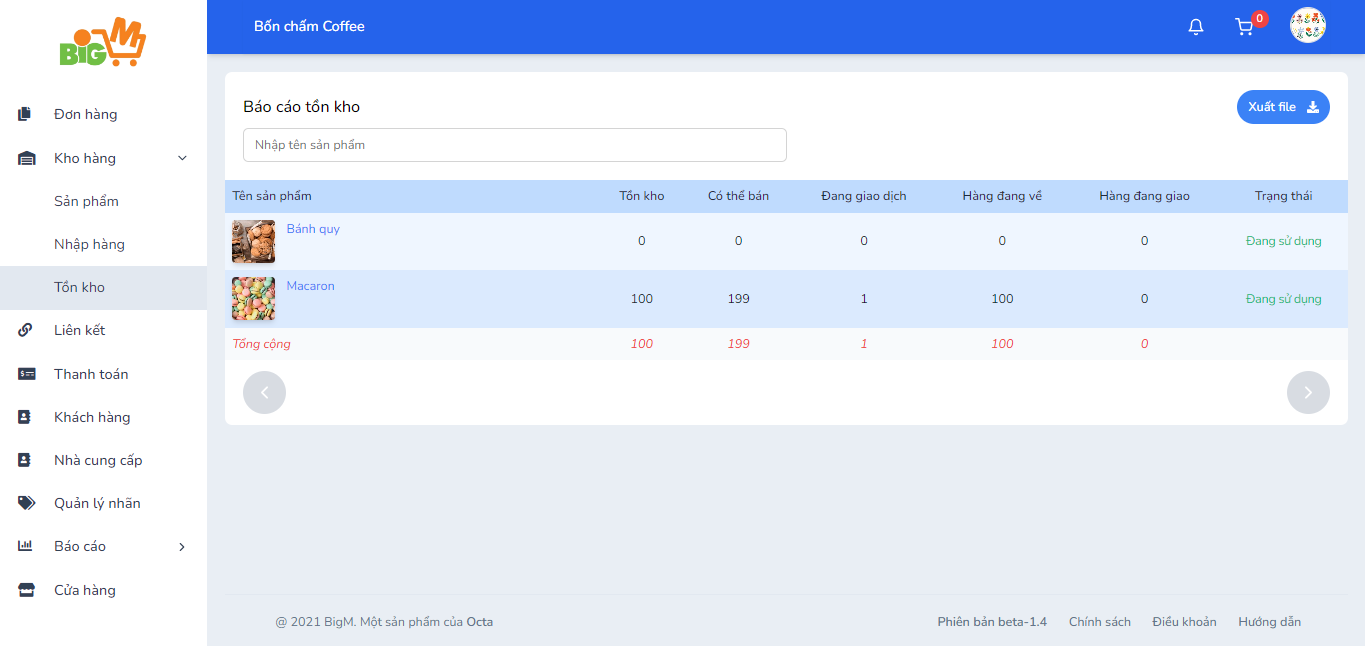 BiGM
Bốn chấm Coffee
0
Đơn hàng
Kho hàng
Sản phẩm
Nhập hàng
Tồn kho
Liên kết
Thanh toán
Khách hàng
Nhà cung cấp
Quản lý nhãn
Báo cáo
Cửa hàng
Báo cáo tồn kho
Xuất file
Nhập tên sản phẩm
Tên sản phẩm Tồn kho Có thể bán Đang giao dịch Hàng đang về Hàng đang giao Trạng thái
Bánh quy 0 0 0 0 0 Đang sử dụng
Macaron 100 199 1 100 0 Đang sử dụng
Tổng cộng 100 199 1 100 0
@ 2021 BigM. Một sản phẩm của Octa Phiên bản beta-1.4 Chính sách Điều khoản Hướng dẫn